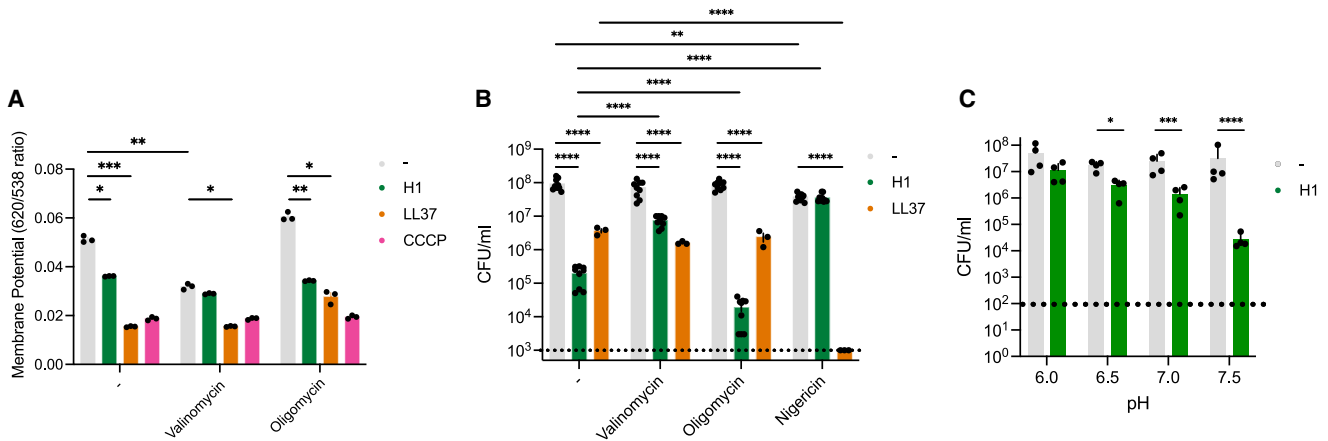 A
Membrane Potential (620/538 ratio)
0.08
0.06
0.04
0.02
0.00
**
***
*
*
*
**
-
Valinomycin
Oligomycin
-
H1
LL37
CCCP
B
CFU/ml
10⁹
10⁸
10⁷
10⁶
10⁵
10⁴
10³
****
**
****
****
****
**** **** ****
**** **** **** ****
-
Valinomycin
Oligomycin
Nigericin
-
H1
LL37
C
CFU/ml
10⁸
10⁷
10⁶
10⁵
10⁴
10³
10²
10¹
10⁰
* *** ****
6.0 6.5 7.0 7.5
pH
-
H1